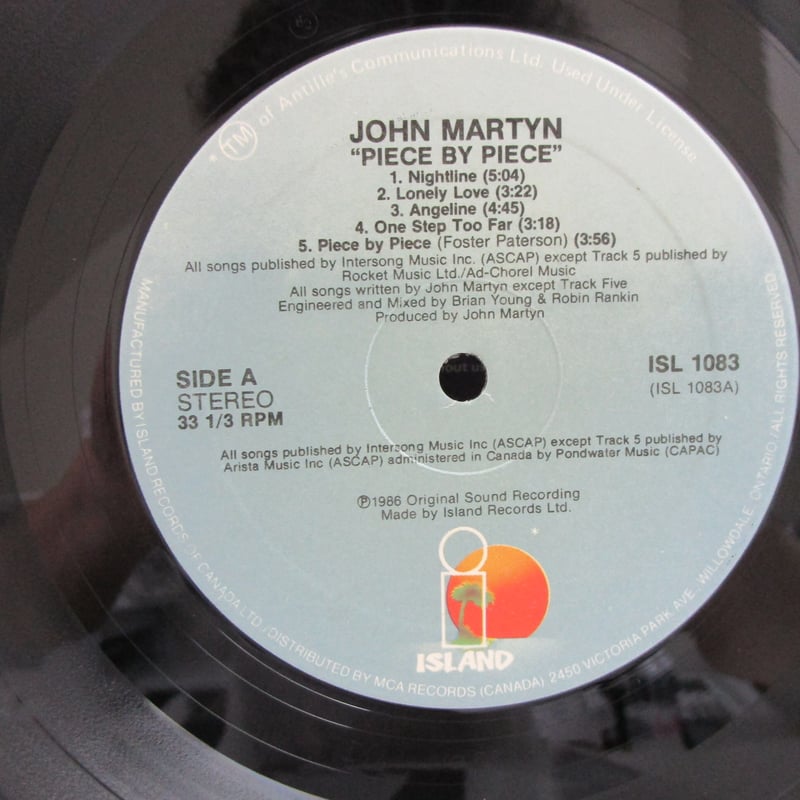 * TM of Antille's Communications Ltd. Used Under License
JOHN MARTYN
“PIECE BY PIECE”
1. Nightline (5:04)
2. Lonely Love (3:22)
3. Angeline (4:45)
4. One Step Too Far (3:18)
5. Piece by Piece (Foster Paterson) (3:56)
All songs published by Intersong Music Inc. (ASCAP) except Track 5 published by
Rocket Music Ltd./Ad-Chorel Music
All songs written by John Martyn except Track Five
Engineered and Mixed by Brian Young & Robin Rankin
Produced by John Martyn
SIDE A
STEREO
33 1/3 RPM
ISL 1083
(ISL 1083A)
All songs published by Intersong Music Inc (ASCAP) except Track 5 published by
Arista Music Inc (ASCAP) administered in Canada by Pondwater Music (CAPAC)
℗1986 Original Sound Recording
Made by Island Records Ltd.
*
i
ISLAND
MANUFACTURED BY ISLAND RECORDS OF CANADA LTD / DISTRIBUTED BY MCA RECORDS (CANADA) 2450 VICTORIA PARK AVE. WILLOWDALE, ONTARIO / ALL RIGHTS RESERVED